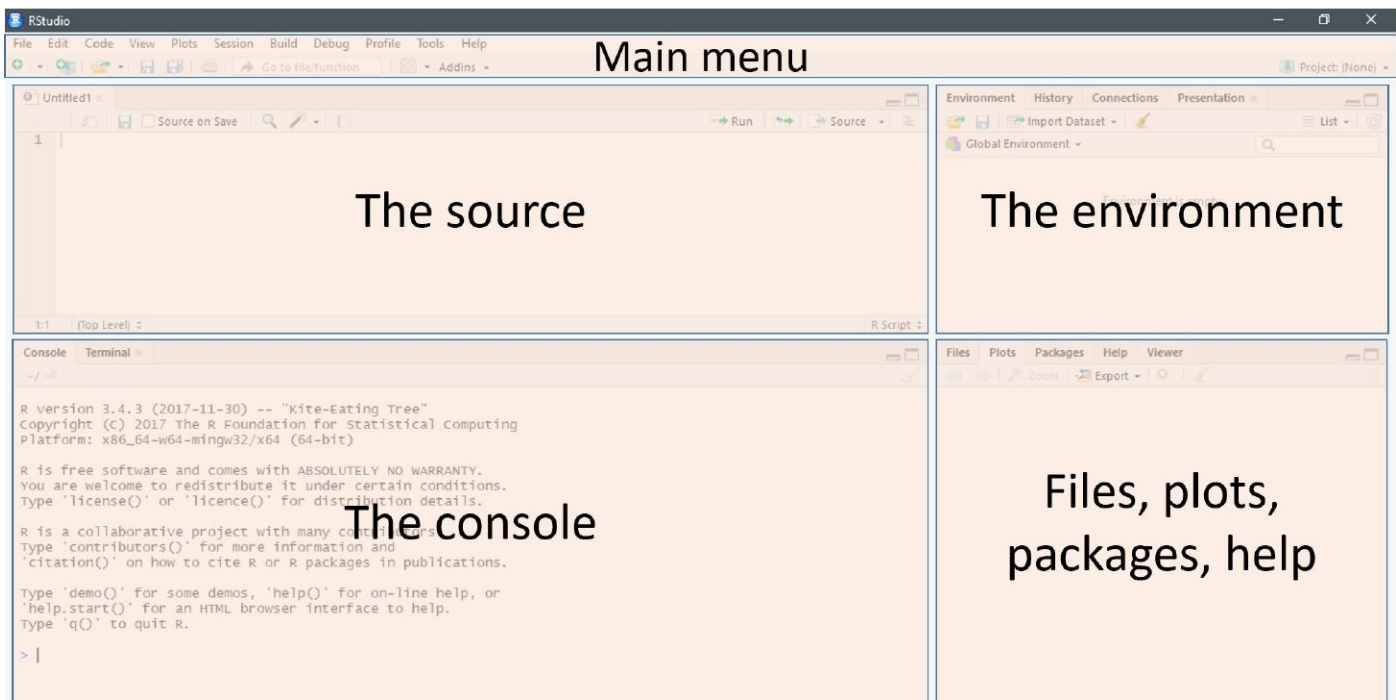 RStudio
File Edit Code View Plots Session Build Debug Profile Tools Help
Main menu
Go to file/function Addins
Project: (None)
Untitled1
Source on Save Run Source
1
The source
1:1 (Top Level) R Script
Environment History Connections Presentation
Import Dataset List
Global Environment
Environment is empty
The environment
Console Terminal
~/
R version 3.4.3 (2017-11-30) -- "Kite-Eating Tree"
Copyright (C) 2017 The R Foundation for Statistical Computing
Platform: x86_64-w64-mingw32/x64 (64-bit)
R is free software and comes with ABSOLUTELY NO WARRANTY.
You are welcome to redistribute it under certain conditions.
Type 'license()' or 'licence()' for distribution details.
The console
R is a collaborative project with many contributors.
Type 'contributors()' for more information and
'citation()' on how to cite R or R packages in publications.
Type 'demo()' for some demos, 'help()' for on-line help, or
'help.start()' for an HTML browser interface to help.
Type 'q()' to quit R.
>
Files Plots Packages Help Viewer
Zoom Export
Files, plots,
packages, help